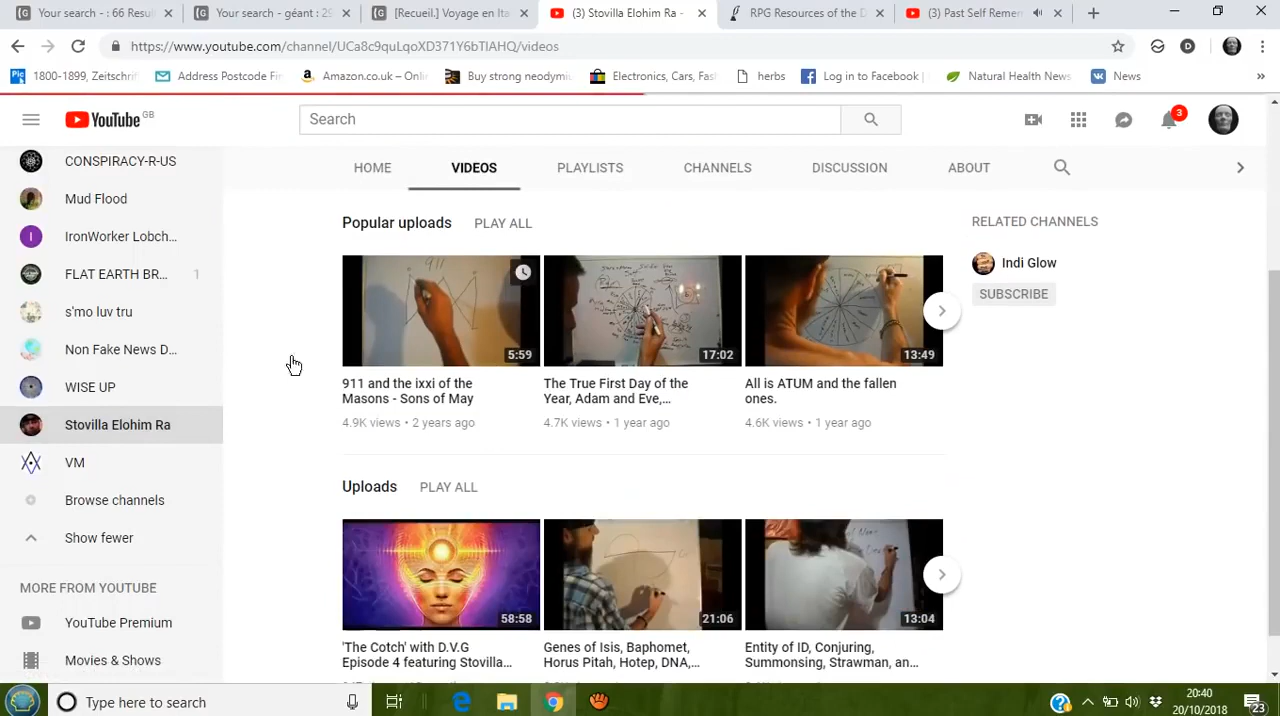 Your search - : 66 Resul
Your search - géant : 29
[Recueil.] Voyage en Ita
(3) Stovilla Elohim Ra -
RPG Resources of the D
(3) Past Self Remem
https://www.youtube.com/channel/UCa8c9quLqoXD371Y6bTIAHQ/videos
1800-1899, Zeitschrif
Address Postcode Fin
Amazon.co.uk – Onli
Buy strong neodymi
Electronics, Cars, Fas
herbs
Log in to Facebook
Natural Health News
News
»
YouTube GB
Search
3
CONSPIRACY-R-US
Mud Flood
IronWorker Lobch...
FLAT EARTH BR... 1
s'mo luv tru
Non Fake News D...
WISE UP
Stovilla Elohim Ra
VM
Browse channels
Show fewer
MORE FROM YOUTUBE
YouTube Premium
Movies & Shows
HOME
VIDEOS
PLAYLISTS
CHANNELS
DISCUSSION
ABOUT
Popular uploads PLAY ALL
911
5:59
17:02
13:49
911 and the ixxi of the
Masons - Sons of May
4.9K views • 2 years ago
The True First Day of the
Year, Adam and Eve,...
4.7K views • 1 year ago
All is ATUM and the fallen
ones.
4.6K views • 1 year ago
Uploads PLAY ALL
58:58
21:06
13:04
'The Cotch' with D.V.G
Episode 4 featuring Stovilla...
Genes of Isis, Baphomet,
Horus Pitah, Hotep, DNA,...
Entity of ID, Conjuring,
Summonsing, Strawman, an...
RELATED CHANNELS
Indi Glow
SUBSCRIBE
Type here to search
20:40
20/10/2018
23